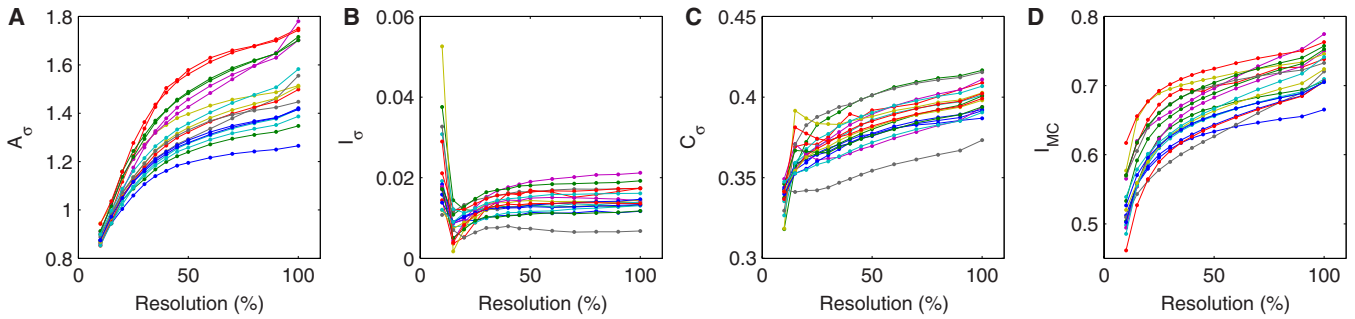 A
B
C
D
1.8
1.6
1.4
1.2
1
0.8
A_σ
0
50
100
Resolution (%)
0.06
0.04
0.02
0
I_σ
0
50
100
Resolution (%)
0.45
0.4
0.35
0.3
C_σ
0
50
100
Resolution (%)
0.8
0.7
0.6
0.5
I_MC
0
50
100
Resolution (%)